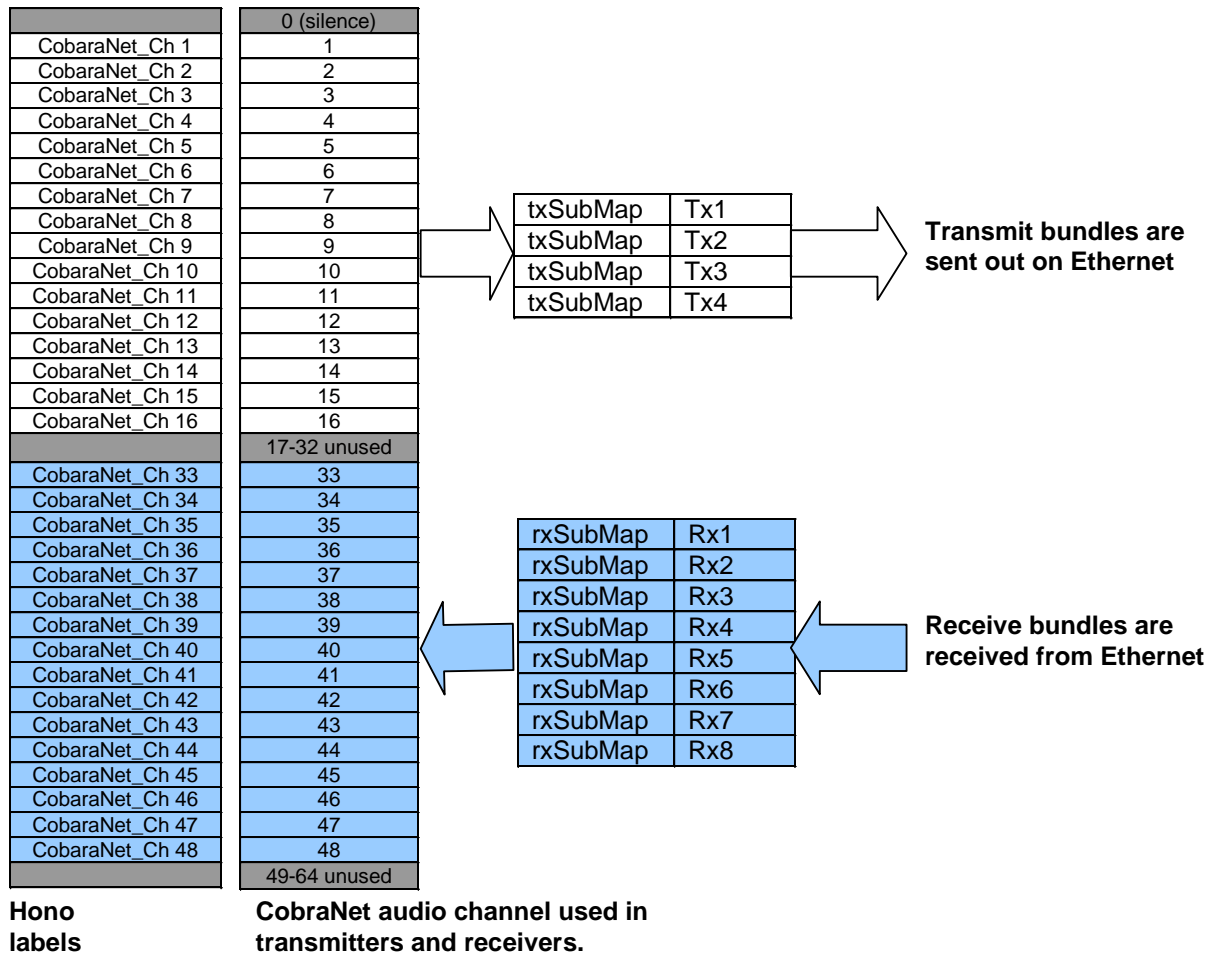 0 (silence)
CobaraNet_Ch 1 1
CobaraNet_Ch 2 2
CobaraNet_Ch 3 3
CobaraNet_Ch 4 4
CobaraNet_Ch 5 5
CobaraNet_Ch 6 6
CobaraNet_Ch 7 7
CobaraNet_Ch 8 8
CobaraNet_Ch 9 9
CobaraNet_Ch 10 10
CobaraNet_Ch 11 11
CobaraNet_Ch 12 12
CobaraNet_Ch 13 13
CobaraNet_Ch 14 14
CobaraNet_Ch 15 15
CobaraNet_Ch 16 16
17-32 unused
CobaraNet_Ch 33 33
CobaraNet_Ch 34 34
CobaraNet_Ch 35 35
CobaraNet_Ch 36 36
CobaraNet_Ch 37 37
CobaraNet_Ch 38 38
CobaraNet_Ch 39 39
CobaraNet_Ch 40 40
CobaraNet_Ch 41 41
CobaraNet_Ch 42 42
CobaraNet_Ch 43 43
CobaraNet_Ch 44 44
CobaraNet_Ch 45 45
CobaraNet_Ch 46 46
CobaraNet_Ch 47 47
CobaraNet_Ch 48 48
49-64 unused
Hono
labels
CobraNet audio channel used in
transmitters and receivers.
txSubMap Tx1
txSubMap Tx2
txSubMap Tx3
txSubMap Tx4
Transmit bundles are
sent out on Ethernet
rxSubMap Rx1
rxSubMap Rx2
rxSubMap Rx3
rxSubMap Rx4
rxSubMap Rx5
rxSubMap Rx6
rxSubMap Rx7
rxSubMap Rx8
Receive bundles are
received from Ethernet